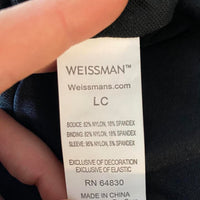 WEISSMAN™
Weissmans.com
LC
BODICE: 82% NYLON, 18% SPANDEX
BINDING: 82% NYLON, 18% SPANDEX
SLEEVE: 95% NYLON, 5% SPANDEX
EXCLUSIVE OF DECORATION
EXCLUSIVE OF ELASTIC
RN 64830
MADE IN CHINA